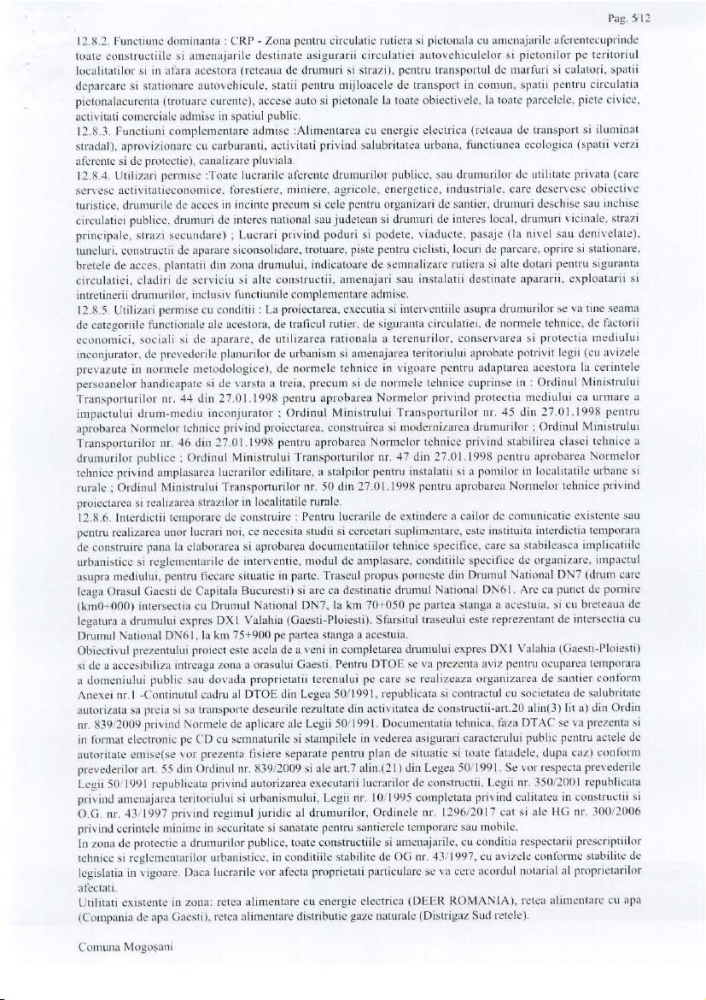 Pag. 5/12
12.8.2. Functiune dominanta : CRP - Zona pentru circulatie rutiera si pietonala cu amenajarile aferentecuprinde
toate constructiile si amenajarile destinate asigurarii circulatiei autovehiculelor si pietonilor pe teritoriul
localitatilor si in afara acestora (reteaua de drumuri si strazi), pentru transportul de marfuri si calatori, spatii
deparcare si stationare autovehicule, statii pentru mijloacele de transport in comun, spatii pentru circulatia
pietonalacurenta (trotuare curente), accese auto si pietonale la toate obiectivele, la toate parcelele, piete civice,
activitati comerciale admise in spatiul public.
12.8.3. Functiuni complementare admise :Alimentarea cu energie electrica (reteaua de transport si iluminat
stradal), aprovizionare cu carburanti, activitati privind salubritatea urbana, functiunea ecologica (spatii verzi
aferente si de protectie), canalizare pluviala.
12.8.4. Utilizari permise :Toate lucrarile aferente drumurilor publice, sau drumurilor de utilitate privata (care
servesc activitatieconomice, forestiere, miniere, agricole, energetice, industriale, care deservesc obiective
turistice, drumurile de acces in incinte precum si cele pentru organizari de santier, drumuri deschise sau inchise
circulatiei publice, drumuri de interes national sau judetean si drumuri de interes local, drumuri vicinale, strazi
principale, strazi secundare) ; Lucrari privind poduri si podete, viaducte, pasaje (la nivel sau denivelate),
tuneluri, constructii de aparare siconsolidare, trotuare, piste pentru ciclisti, locuri de parcare, oprire si stationare,
bretele de acces, plantatii din zona drumului, indicatoare de semnalizare rutiera si alte dotari pentru siguranta
circulatiei, cladiri de serviciu si alte constructii, amenajari sau instalatii destinate apararii, exploatarii si
intretinerii drumurilor, inclusiv functiunile complementare admise.
12.8.5. Utilizari permise cu conditii : La proiectarea, executia si interventiile asupra drumurilor se va tine seama
de categoriile functionale ale acestora, de traficul rutier, de siguranta circulatiei, de normele tehnice, de factorii
economici, sociali si de aparare, de utilizarea rationala a terenurilor, conservarea si protectia mediului
inconjurator, de prevederile planurilor de urbanism si amenajarea teritoriului aprobate potrivit legii (cu avizele
prevazute in normele metodologice), de normele tehnice in vigoare pentru adaptarea acestora la cerintele
persoanelor handicapate si de varsta a treia, precum si de normele tehnice cuprinse in : Ordinul Ministrului
Transporturilor nr. 44 din 27.01.1998 pentru aprobarea Normelor privind protectia mediului ca urmare a
impactului drum-mediu inconjurator ; Ordinul Ministrului Transporturilor nr. 45 din 27.01.1998 pentru
aprobarea Normelor tehnice privind proiectarea, construirea si modernizarea drumurilor ; Ordinul Ministrului
Transporturilor nr. 46 din 27.01.1998 pentru aprobarea Normelor tehnice privind stabilirea clasei tehnice a
drumurilor publice ; Ordinul Ministrului Transporturilor nr. 47 din 27.01.1998 pentru aprobarea Normelor
tehnice privind amplasarea lucrarilor edilitare, a stalpilor pentru instalatii si a pomilor in localitatile urbane si
rurale ; Ordinul Ministrului Transporturilor nr. 50 din 27.01.1998 pentru aprobarea Normelor tehnice privind
proiectarea si realizarea strazilor in localitatile rurale.
12.8.6. Interdictii temporare de construire : Pentru lucrarile de extindere a cailor de comunicatie existente sau
pentru realizarea unor lucrari noi, ce necesita studii si cercetari suplimentare, este instituita interdictia temporara
de construire pana la elaborarea si aprobarea documentatiilor tehnice specifice, care sa stabileasca implicatiile
urbanistice si reglementarile de interventie, modul de amplasare, conditiile specifice de organizare, impactul
asupra mediului, pentru fiecare situatie in parte. Traseul propus porneste din Drumul National DN7 (drum care
leaga Orasul Gaesti de Capitala Bucuresti) si are ca destinatie drumul National DN61. Are ca punct de pornire
(km0+000) intersectia cu Drumul National DN7, la km 70+050 pe partea stanga a acestuia, si cu breteaua de
legatura a drumului expres DX1 Valahia (Gaesti-Ploiesti). Sfarsitul traseului este reprezentant de intersectia cu
Drumul National DN61, la km 75+900 pe partea stanga a acestuia.
Obiectivul prezentului proiect este acela de a veni in completarea drumului expres DX1 Valahia (Gaesti-Ploiesti)
si de a accesibiliza intreaga zona a orasului Gaesti. Pentru DTOE se va prezenta aviz pentru ocuparea temporara
a domeniului public sau dovada proprietatii terenului pe care se realizeaza organizarea de santier conform
Anexei nr.1 -Continutul cadru al DTOE din Legea 50/1991, republicata si contractul cu societatea de salubritate
autorizata sa preia si sa transporte deseurile rezultate din activitatea de constructii-art.20 alin(3) lit a) din Ordin
nr. 839/2009 privind Normele de aplicare ale Legii 50/1991. Documentatia tehnica, faza DTAC se va prezenta si
in format electronic pe CD cu semnaturile si stampilele in vederea asigurari caracterului public pentru actele de
autoritate emise(se vor prezenta fisiere separate pentru plan de situatie si toate fatadele, dupa caz) conform
prevederilor art. 55 din Ordinul nr. 839/2009 si ale art.7 alin.(21) din Legea 50/1991. Se vor respecta prevederile
Legii 50/1991 republicata privind autorizarea executarii lucrarilor de constructii, Legii nr. 350/2001 republicata
privind amenajarea teritoriului si urbanismului, Legii nr. 10/1995 completata privind calitatea in constructii si
O.G. nr. 43/1997 privind regimul juridic al drumurilor, Ordinele nr. 1296/2017 cat si ale HG nr. 300/2006
privind cerintele minime in securitate si sanatate pentru santierele temporare sau mobile.
In zona de protectie a drumurilor publice, toate constructiile si amenajarile, cu conditia respectarii prescriptiilor
tehnice si reglementarilor urbanistice, in conditiile stabilite de OG nr. 43/1997, cu avizele conforme stabilite de
legislatia in vigoare. Daca lucrarile vor afecta proprietati particulare se va cere acordul notarial al proprietarilor
afectati.
Utilitati existente in zona: retea alimentare cu energie electrica (DEER ROMANIA), retea alimentare cu apa
(Compania de apa Gaesti), retea alimentare distributie gaze naturale (Distrigaz Sud retele).
Comuna Mogoșani